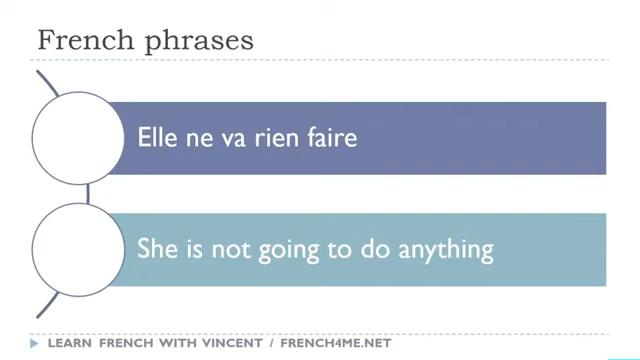 French phrases
Elle ne va rien faire
She is not going to do anything
LEARN FRENCH WITH VINCENT / FRENCH4ME.NET